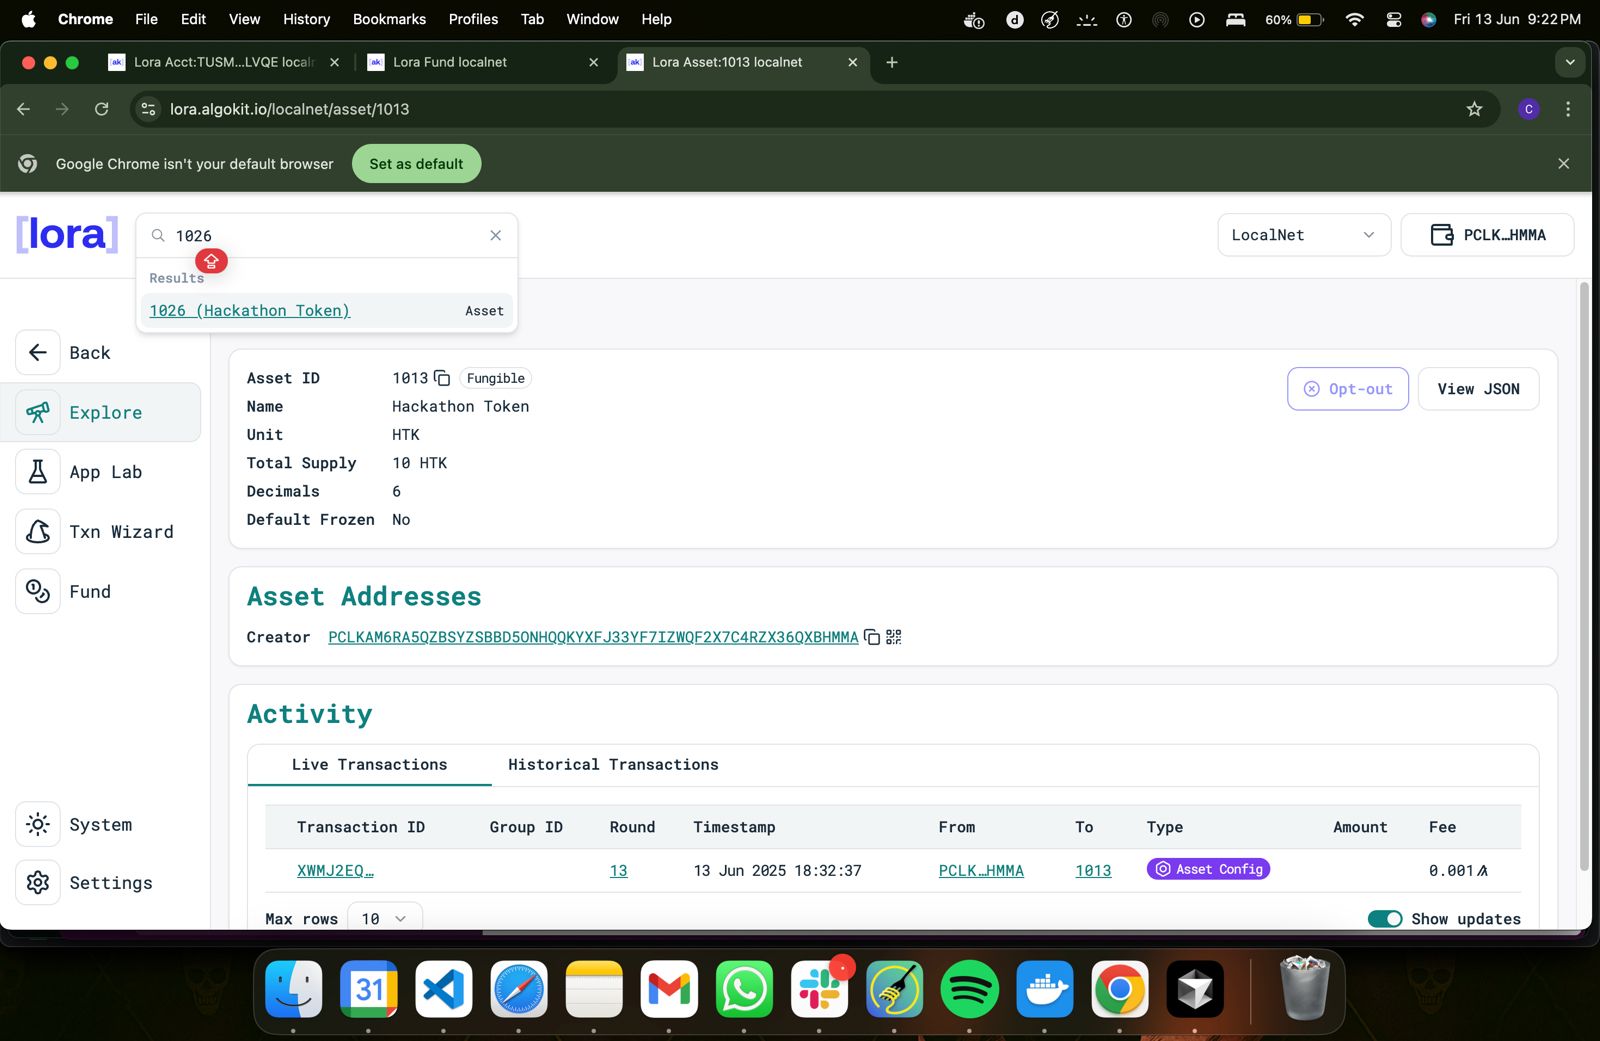 Chrome File Edit View History Bookmarks Profiles Tab Window Help 60% Fri 13 Jun 9:22 PM
Lora Acct:TUSM...LVQE localn Lora Fund localnet Lora Asset:1013 localnet
lora.algokit.io/localnet/asset/1013 C
Google Chrome isn't your default browser Set as default
[lora] 1026 LocalNet PCLK…HMMA
Results
1026 (Hackathon Token) Asset
Back
Explore
App Lab
Txn Wizard
Fund
System
Settings
Asset ID 1013 Fungible Opt-out View JSON
Name Hackathon Token
Unit HTK
Total Supply 10 HTK
Decimals 6
Default Frozen No
Asset Addresses
Creator PCLKAM6RA5QZBSYZSBBD5ONHQQKYXFJ33YF7IZWQF2X7C4RZX36QXBHMMA
Activity
Live Transactions Historical Transactions
Transaction ID Group ID Round Timestamp From To Type Amount Fee
XWMJ2EQ… 13 13 Jun 2025 18:32:37 PCLK…HMMA 1013 Asset Config 0.001
Max rows 10 Show updates
31